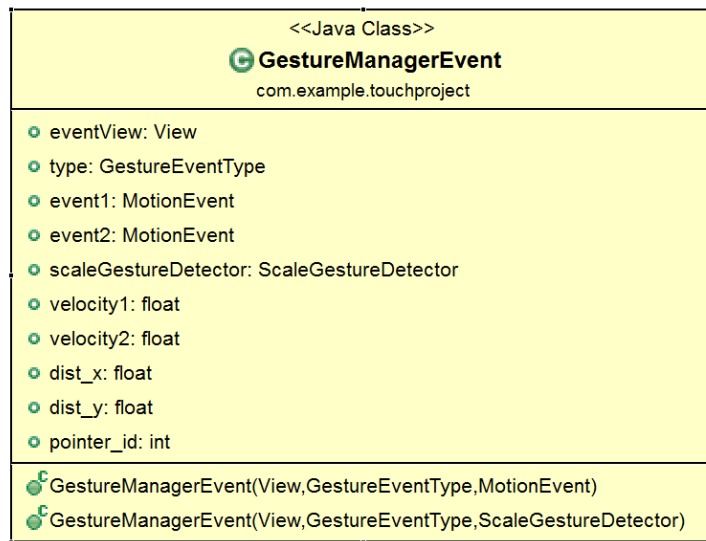 <<Java Class>>
GestureManagerEvent
com.example.touchproject
eventView: View
type: GestureEventType
event1: MotionEvent
event2: MotionEvent
scaleGestureDetector: ScaleGestureDetector
velocity1: float
velocity2: float
dist_x: float
dist_y: float
pointer_id: int
GestureManagerEvent(View,GestureEventType,MotionEvent)
GestureManagerEvent(View,GestureEventType,ScaleGestureDetector)